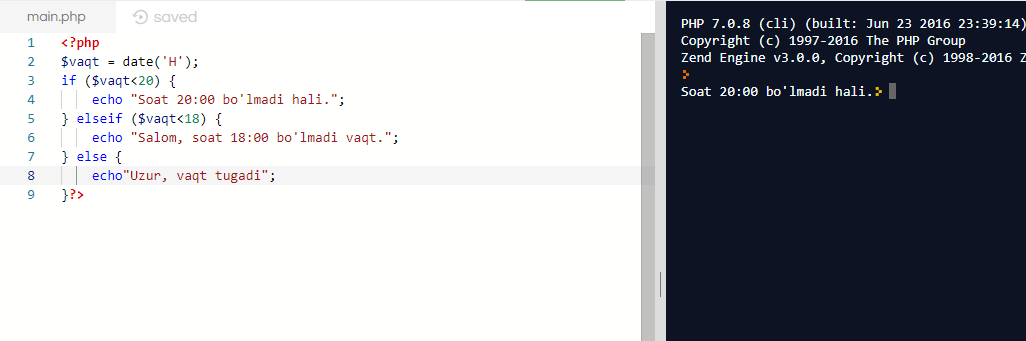 main.php saved
1 <?php
2 $vaqt = date('H');
3 if ($vaqt<20) {
4 echo "Soat 20:00 bo'lmadi hali.";
5 } elseif ($vaqt<18) {
6 echo "Salom, soat 18:00 bo'lmadi vaqt.";
7 } else {
8 echo"Uzur, vaqt tugadi";
9 }?>
PHP 7.0.8 (cli) (built: Jun 23 2016 23:39:14)
Copyright (c) 1997-2016 The PHP Group
Zend Engine v3.0.0, Copyright (c) 1998-2016 Z
Soat 20:00 bo'lmadi hali.